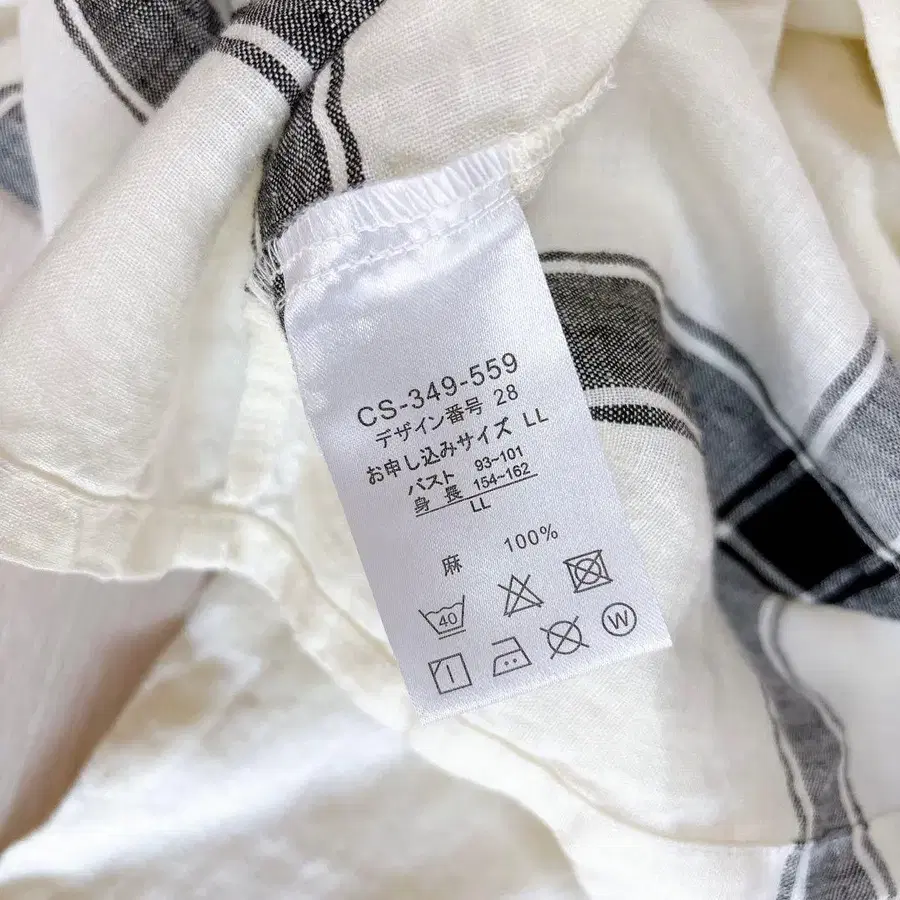 CS-349-559
デザイン番号 28
お申し込みサイズ LL
バスト 93~101
身長 154~162
LL
麻 100%
40
W